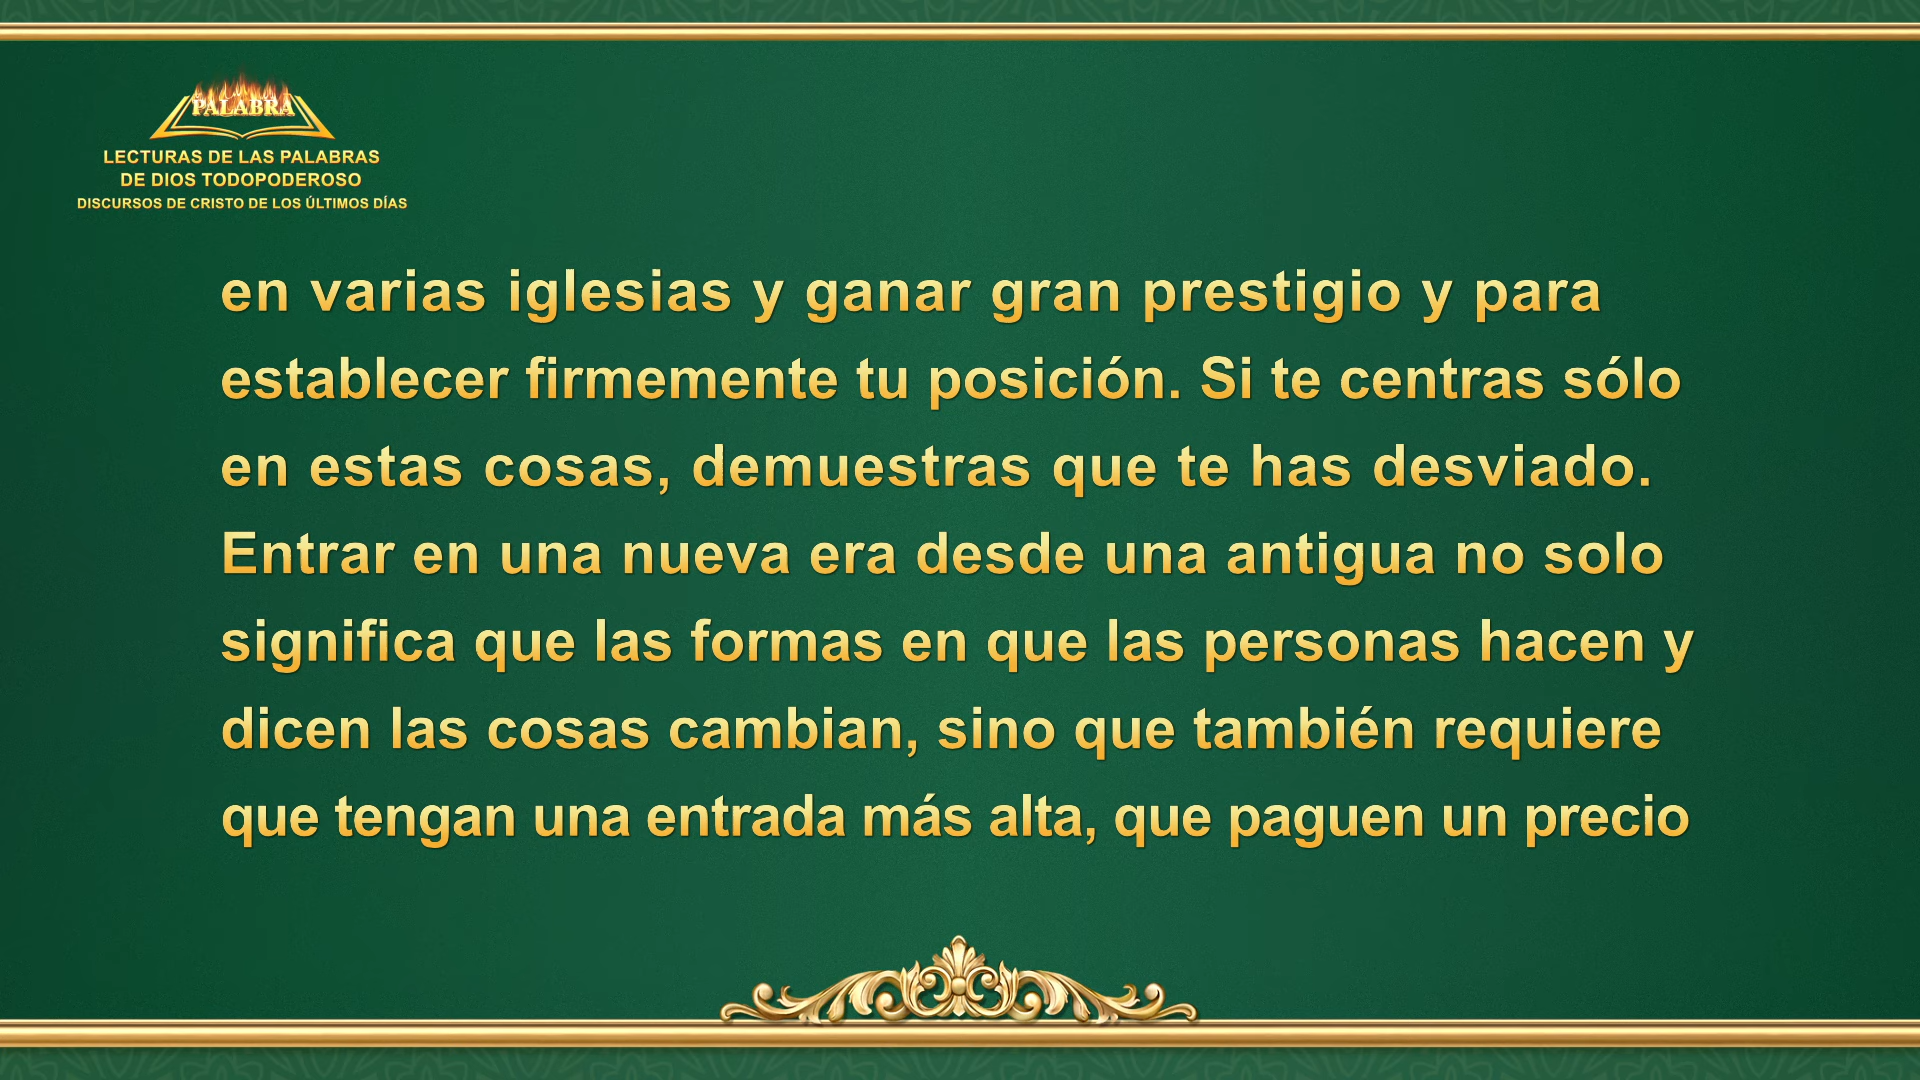 PALABRA
LECTURAS DE LAS PALABRAS
DE DIOS TODOPODEROSO
DISCURSOS DE CRISTO DE LOS ÚLTIMOS DÍAS
en varias iglesias y ganar gran prestigio y para
establecer firmemente tu posición. Si te centras sólo
en estas cosas, demuestras que te has desviado.
Entrar en una nueva era desde una antigua no solo
significa que las formas en que las personas hacen y
dicen las cosas cambian, sino que también requiere
que tengan una entrada más alta, que paguen un precio